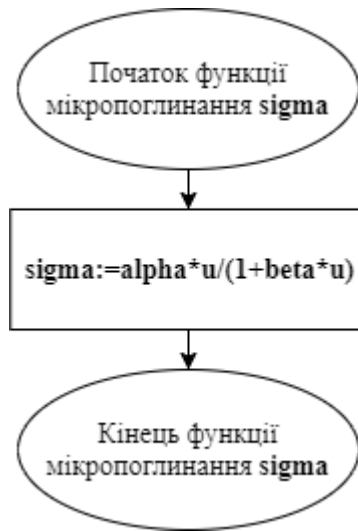 Початок функції
мікропоглинання sigma
sigma:=alpha*u/(1+beta*u)
Кінець функції
мікропоглинання sigma